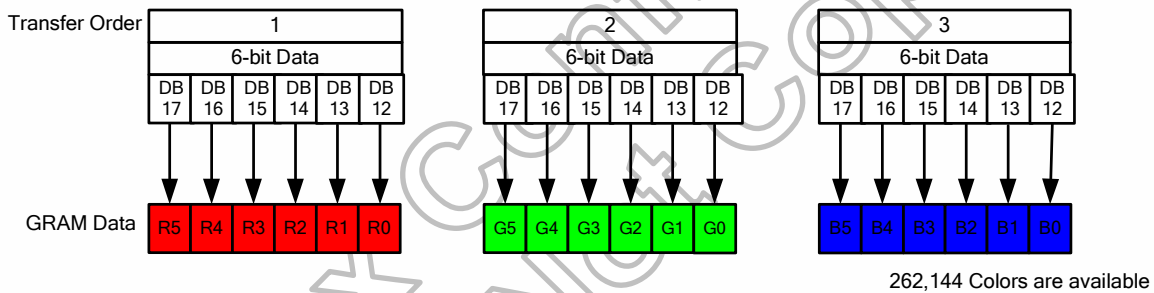 Transfer Order 1 2 3
6-bit Data 6-bit Data 6-bit Data
DB 17 DB 16 DB 15 DB 14 DB 13 DB 12 DB 17 DB 16 DB 15 DB 14 DB 13 DB 12 DB 17 DB 16 DB 15 DB 14 DB 13 DB 12
GRAM Data R5 R4 R3 R2 R1 R0 G5 G4 G3 G2 G1 G0 B5 B4 B3 B2 B1 B0
262,144 Colors are available